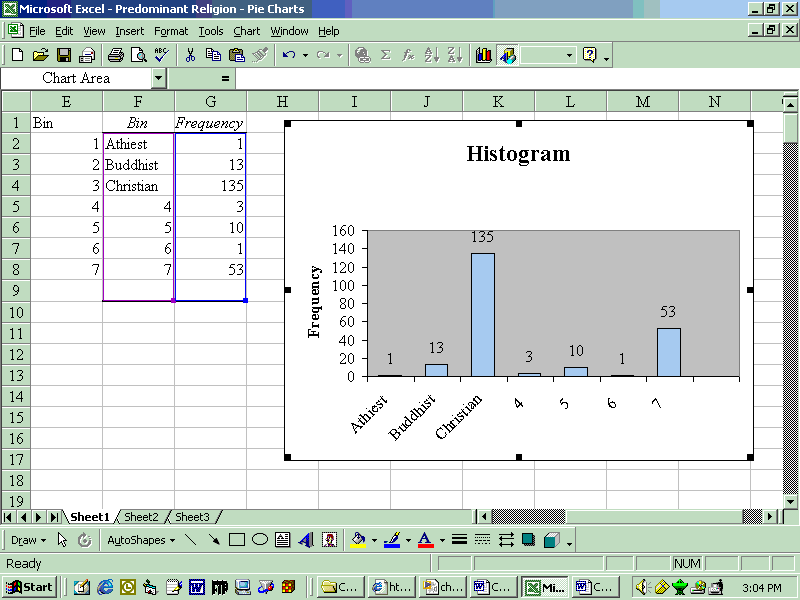 Microsoft Excel - Predominant Religion - Pie Charts
File Edit View Insert Format Tools Chart Window Help
Chart Area =
E F G H I J K L M N
1 Bin Bin Frequency
2 1 Athiest 1
3 2 Buddhist 13
4 3 Christian 135
5 4 4 3
6 5 5 10
7 6 6 1
8 7 7 53
9
10
11
12
13
14
15
16
17
18
19
Histogram
Frequency
160
140
120
100
80
60
40
20
0
1 13 135 3 10 1 53
Athiest Buddhist Christian 4 5 6 7
Sheet1 Sheet2 Sheet3
Draw AutoShapes
Ready NUM
Start C... ht... ch... C... Mi... C... 3:04 PM